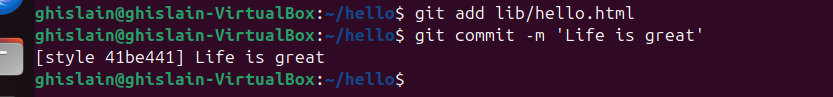 ghislain@ghislain-VirtualBox:~/hello$ git add lib/hello.html
ghislain@ghislain-VirtualBox:~/hello$ git commit -m 'Life is great'
[style 41be441] Life is great
ghislain@ghislain-VirtualBox:~/hello$